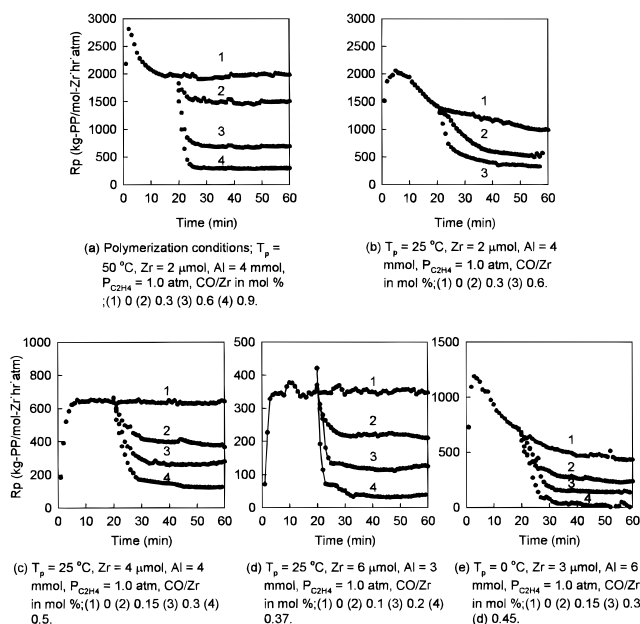 3000 3000
2500 2500
2000 2000
1500 1500
1000 1000
500 500
0 0
Rp (kg-PP/mol-Zr˙hr˙atm)
1
2
3
4
1
2
3
0 10 20 30 40 50 60 0 10 20 30 40 50 60
Time (min) Time (min)
(a) Polymerization conditions; Tp =
50 °C, Zr = 2 μmol, Al = 4 mmol,
PC2H4 = 1.0 atm, CO/Zr in mol %
;(1) 0 (2) 0.3 (3) 0.6 (4) 0.9.
(b) Tp = 25 °C, Zr = 2 μmol, Al = 4
mmol, PC2H4 = 1.0 atm, CO/Zr
in mol %;(1) 0 (2) 0.3 (3) 0.6.
1000 400 1500
800 300 1000
600 200 500
400 100 0
200 0
0
Rp (kg-PP/mol-Zr˙hr˙atm)
1
2
3
4
1
2
3
4
1
2
3
4
0 10 20 30 40 50 60 0 10 20 30 40 50 60 0 10 20 30 40 50 60
Time (min) Time (min) Time (min)
(c) Tp = 25 °C, Zr = 4 μmol, Al = 4
mmol, PC2H4 = 1.0 atm, CO/Zr
in mol %;(1) 0 (2) 0.15 (3) 0.3 (4)
0.5.
(d) Tp = 25 °C, Zr = 6 μmol, Al = 3
mmol, PC2H4 = 1.0 atm, CO/Zr
in mol %;(1) 0 (2) 0.1 (3) 0.2 (4)
0.37.
(e) Tp = 0 °C, Zr = 3 μmol, Al = 6
mmol, PC2H4 = 1.0 atm, CO/Zr
in mol %;(1) 0 (2) 0.15 (3) 0.3
(d) 0.45.